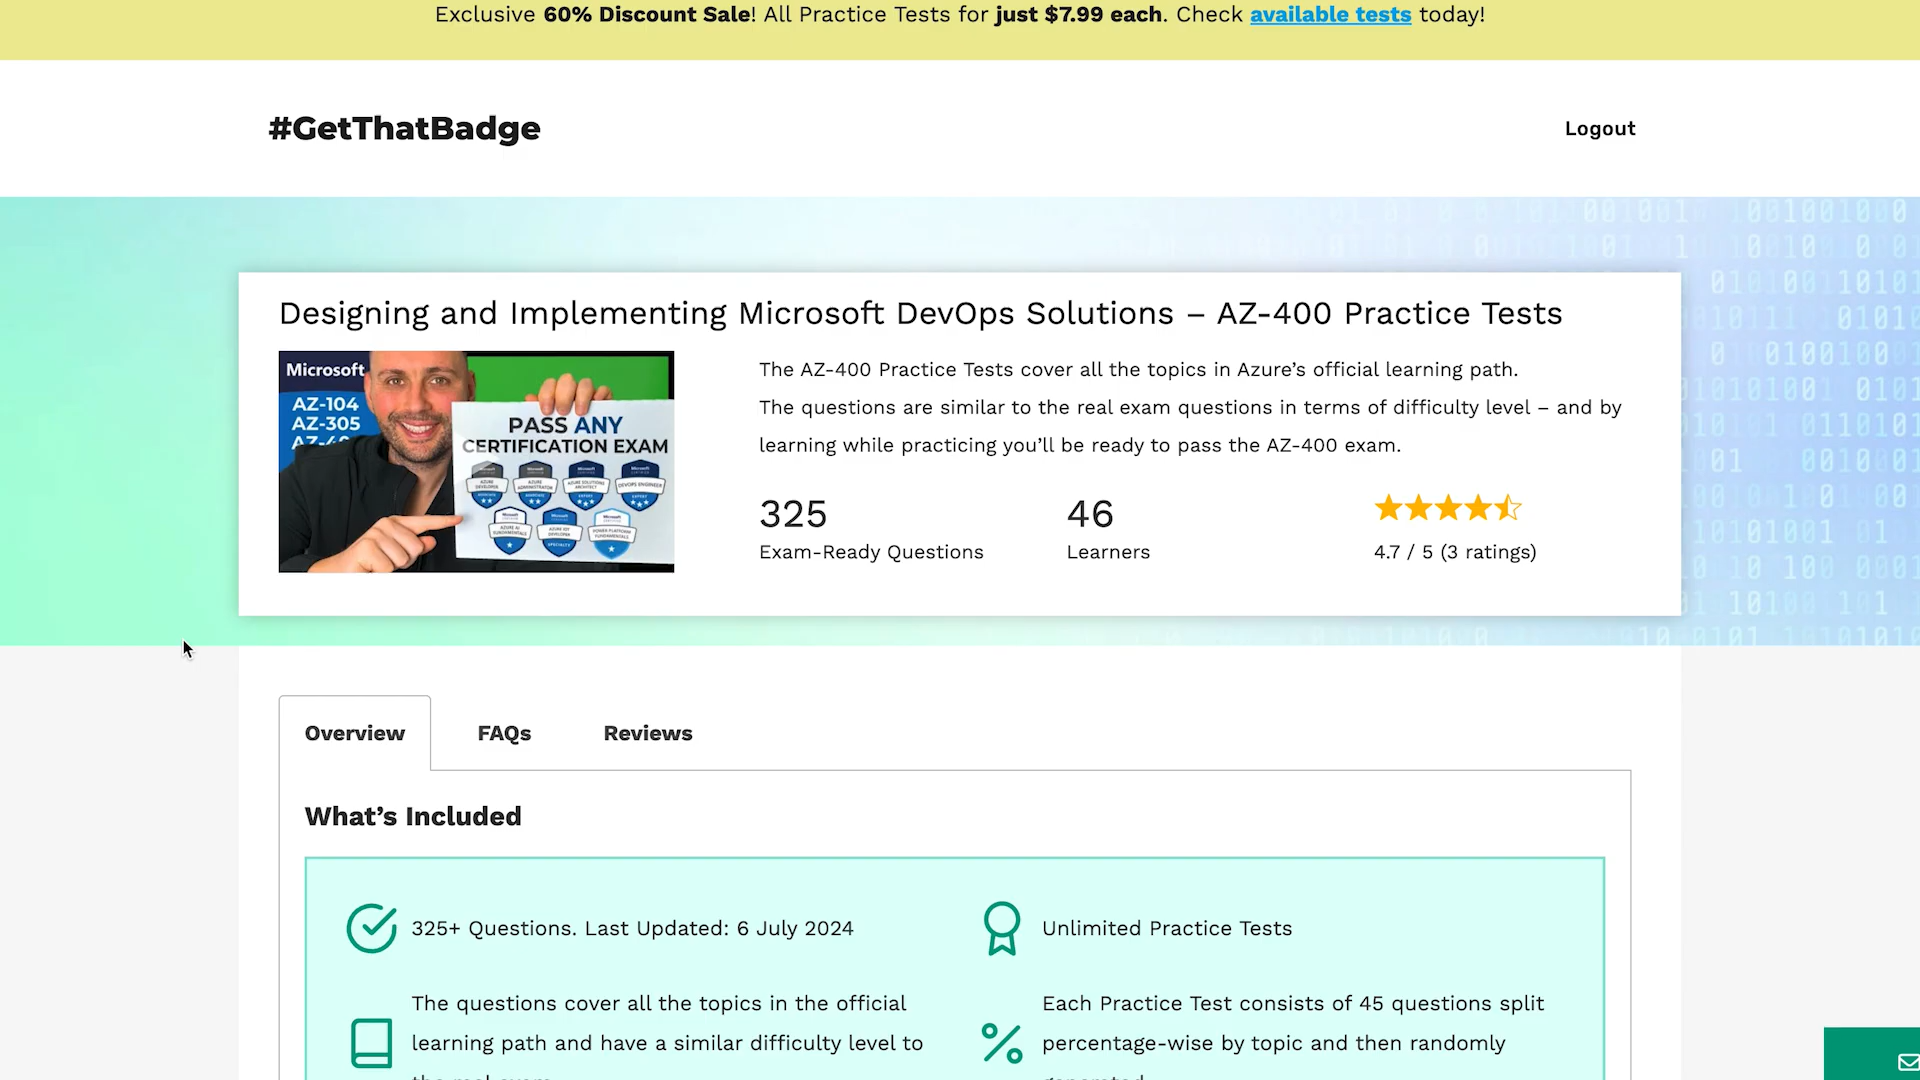 Exclusive 60% Discount Sale! All Practice Tests for just $7.99 each. Check available tests today!
#GetThatBadge
Logout
Designing and Implementing Microsoft DevOps Solutions – AZ-400 Practice Tests
Microsoft
AZ-104
AZ-305
PASS ANY
CERTIFICATION EXAM
The AZ-400 Practice Tests cover all the topics in Azure’s official learning path.
The questions are similar to the real exam questions in terms of difficulty level – and by
learning while practicing you’ll be ready to pass the AZ-400 exam.
325
Exam-Ready Questions
46
Learners
4.7 / 5 (3 ratings)
Overview
FAQs
Reviews
What’s Included
325+ Questions. Last Updated: 6 July 2024
Unlimited Practice Tests
The questions cover all the topics in the official
learning path and have a similar difficulty level to
Each Practice Test consists of 45 questions split
percentage-wise by topic and then randomly